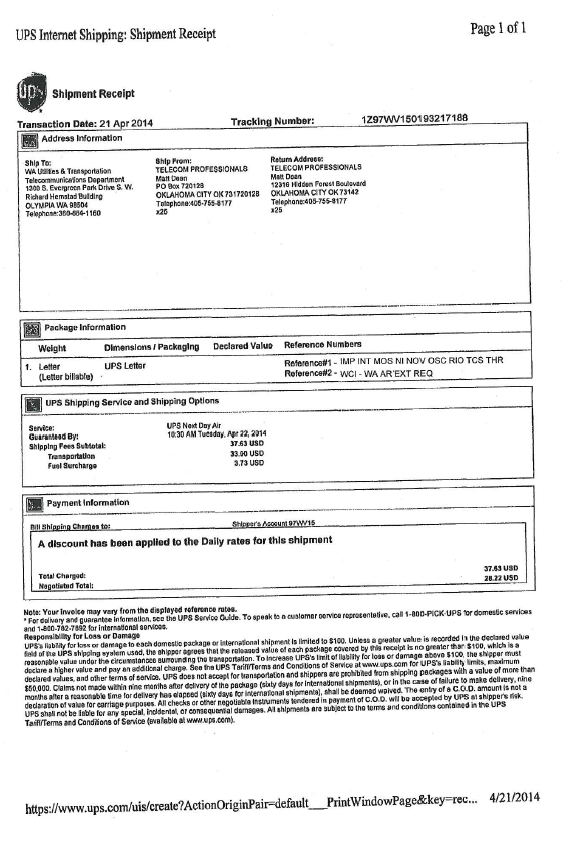 UPS Internet Shipping: Shipment Receipt
Page 1 of 1
ups
Shipment Receipt
Transaction Date: 21 Apr 2014
Tracking Number:
1Z97WV150193217188
Address Information
Ship To:
WA Utilities & Transportation
Telecommunications Department
1300 S. Evergreen Park Drive S. W.
Richard Hemstad Building
OLYMPIA WA 98504
Telephone:360-664-1160
Ship From:
TELECOM PROFESSIONALS
Matt Dean
PO Box 720128
OKLAHOMA CITY OK 731720128
Telephone:405-755-8177
x25
Return Address:
TELECOM PROFESSIONALS
Matt Dean
12316 Hidden Forest Boulevard
OKLAHOMA CITY OK 73142
Telephone:405-755-8177
x25
Package Information
Weight
Dimensions / Packaging
Declared Value
Reference Numbers
1. Letter
(Letter billable)
UPS Letter
Reference#1 - IMP INT MOS NI NOV OSC RIO TCS THR
Reference#2 - WCI - WA AR'EXT REQ
UPS Shipping Service and Shipping Options
Service: UPS Next Day Air
Guaranteed By: 10:30 AM Tuesday, Apr 22, 2014
Shipping Fees Subtotal: 37.63 USD
Transportation 33.90 USD
Fuel Surcharge 3.73 USD
Payment Information
Bill Shipping Charges to: Shipper's Account 97WV15
A discount has been applied to the Daily rates for this shipment
Total Charged: 37.63 USD
Negotiated Total: 28.22 USD
Note: Your invoice may vary from the displayed reference rates.
* For delivery and guarantee information, see the UPS Service Guide. To speak to a customer service representative, call 1-800-PICK-UPS for domestic services
and 1-800-782-7892 for international services.
Responsibility for Loss or Damage
UPS's liability for loss or damage to each domestic package or international shipment is limited to $100. Unless a greater value is recorded in the declared value
field of the UPS shipping system used, the shipper agrees that the released value of each package covered by this receipt is no greater than $100, which is a
reasonable value under the circumstances surrounding the transportation. To increase UPS's limit of liability for loss or damage above $100, the shipper must
declare a higher value and pay an additional charge. See the UPS Tariff/Terms and Conditions of Service at www.ups.com for UPS's liability limits, maximum
declared values, and other terms of service. UPS does not accept for transportation and shippers are prohibited from shipping packages with a value of more than
$50,000. Claims not made within nine months after delivery of the package (sixty days for international shipments), or in the case of failure to make delivery, nine
months after a reasonable time for delivery has elapsed (sixty days for international shipments), shall be deemed waived. The entry of a C.O.D. amount is not a
declaration of value for carriage purposes. All checks or other negotiable instruments tendered in payment of C.O.D. will be accepted by UPS at shipper's risk.
UPS shall not be liable for any special, incidental, or consequential damages. All shipments are subject to the terms and conditions contained in the UPS
Tariff/Terms and Conditions of Service (available at www.ups.com).
https://www.ups.com/uis/create?ActionOriginPair=default___PrintWindowPage&key=rec... 4/21/2014